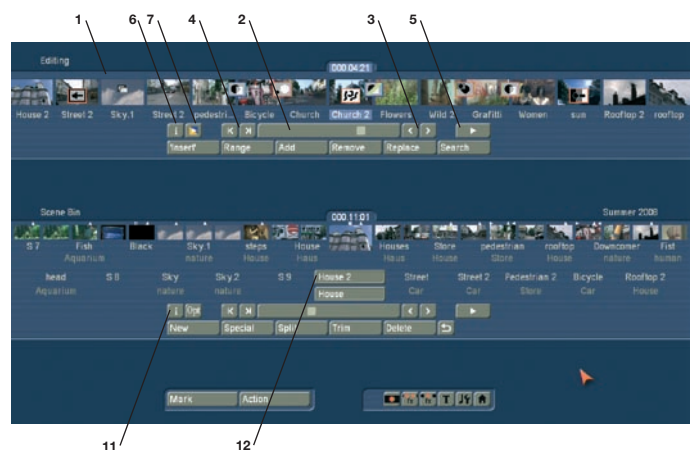 1 6 7 4 2 3 5
Editing
000:04:21
House 2 Street 2 Sky.1 Street 2 pedestri... Bicycle Church Church 2 Flowers Wild 2 Grafitti Women sun Rooftop 2 rooftop
i
Insert Range Add Remove Replace Search
Scene Bin 000:11:01 Summer 2008
S 7 Fish Black Sky.1 steps House Houses Store pedestrian rooftop Downcomer Fist
Aquarium nature House Haus Haus House Store House nature human
head S 8 Sky Sky.2 S 9 House 2 Street Street 2 Pedestrian 2 Bicycle Rooftop 2
Aquarium nature nature House Car Car Store Car House
i Opt
New Special Split Trim Delete
Mark Action
fx fx T
11 12